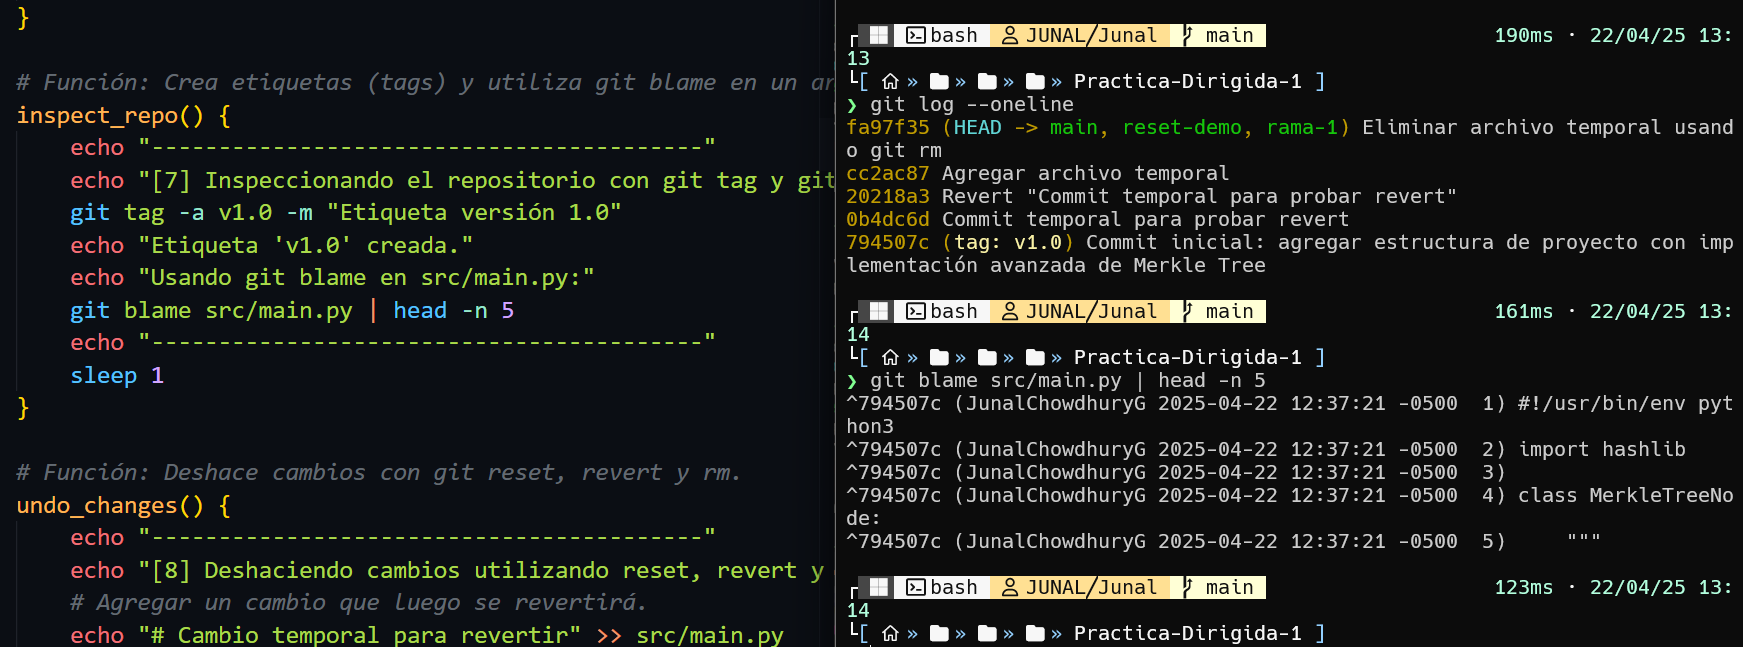 }
# Función: Crea etiquetas (tags) y utiliza git blame en un ar
inspect_repo() {
echo "-----------------------------------------"
echo "[7] Inspeccionando el repositorio con git tag y git
git tag -a v1.0 -m "Etiqueta versión 1.0"
echo "Etiqueta 'v1.0' creada."
echo "Usando git blame en src/main.py:"
git blame src/main.py | head -n 5
echo "-----------------------------------------"
sleep 1
}
# Función: Deshace cambios con git reset, revert y rm.
undo_changes() {
echo "-----------------------------------------"
echo "[8] Deshaciendo cambios utilizando reset, revert y
# Agregar un cambio que luego se revertirá.
echo "# Cambio temporal para revertir" >> src/main.py
bash JUNAL/Junal main 190ms · 22/04/25 13:
13
[ » » » » Practica-Dirigida-1 ]
❯ git log --oneline
fa97f35 (HEAD -> main, reset-demo, rama-1) Eliminar archivo temporal usand
o git rm
cc2ac87 Agregar archivo temporal
20218a3 Revert "Commit temporal para probar revert"
0b4dc6d Commit temporal para probar revert
794507c (tag: v1.0) Commit inicial: agregar estructura de proyecto con imp
lementación avanzada de Merkle Tree
bash JUNAL/Junal main 161ms · 22/04/25 13:
14
[ » » » » Practica-Dirigida-1 ]
❯ git blame src/main.py | head -n 5
^794507c (JunalChowdhuryG 2025-04-22 12:37:21 -0500  1) #!/usr/bin/env pyt
hon3
^794507c (JunalChowdhuryG 2025-04-22 12:37:21 -0500  2) import hashlib
^794507c (JunalChowdhuryG 2025-04-22 12:37:21 -0500  3)
^794507c (JunalChowdhuryG 2025-04-22 12:37:21 -0500  4) class MerkleTreeNo
de:
^794507c (JunalChowdhuryG 2025-04-22 12:37:21 -0500  5)     """
bash JUNAL/Junal main 123ms · 22/04/25 13:
14
[ » » » » Practica-Dirigida-1 ]